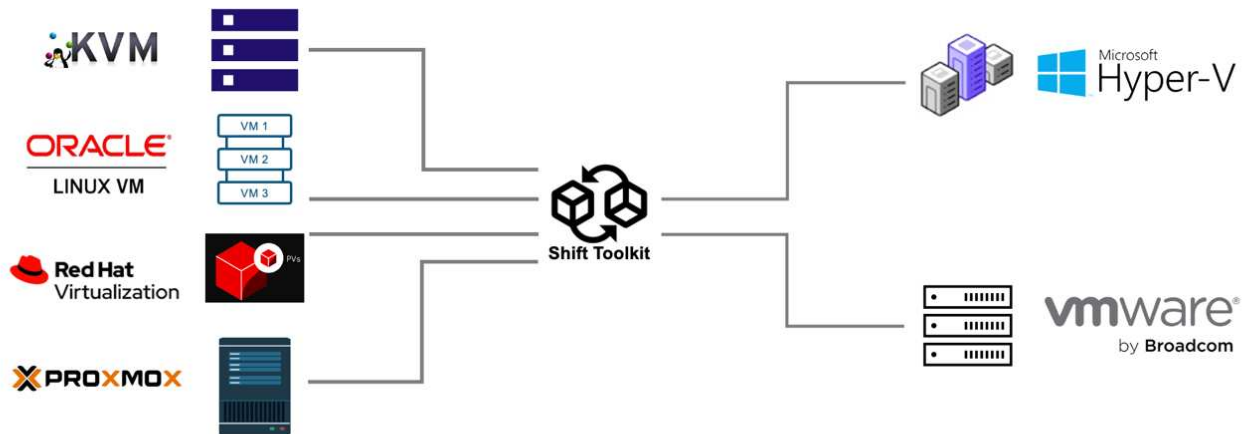 KVM
ORACLE®
LINUX VM
VM 1
VM 2
VM 3
Red Hat
Virtualization
PVs
PROXMOX
Shift Toolkit
Microsoft
Hyper-V
vmware®
by Broadcom